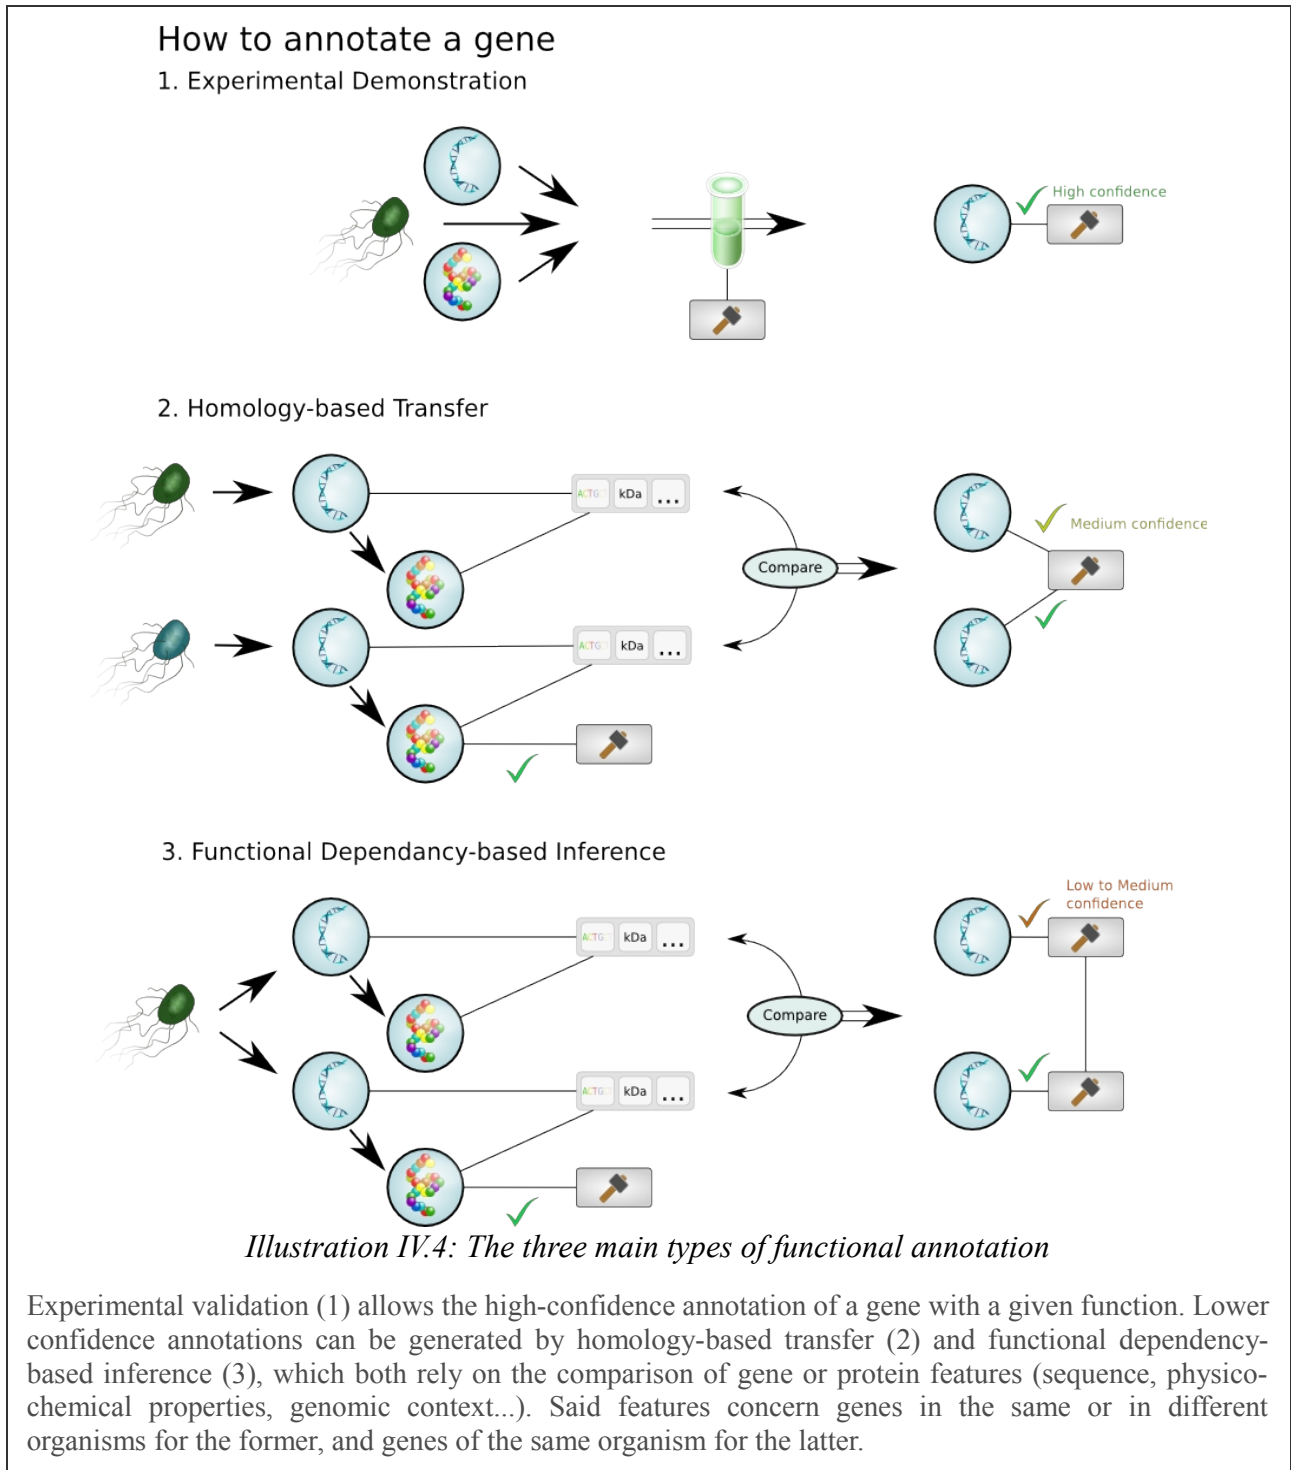 How to annotate a gene
1. Experimental Demonstration
High confidence
2. Homology-based Transfer
ACTG kDa ...
Medium confidence
Compare
ACTG kDa ...
3. Functional Dependancy-based Inference
Low to Medium
confidence
ACTG kDa ...
Compare
ACTG kDa ...
Illustration IV.4: The three main types of functional annotation
Experimental validation (1) allows the high-confidence annotation of a gene with a given function. Lower
confidence annotations can be generated by homology-based transfer (2) and functional dependency-
based inference (3), which both rely on the comparison of gene or protein features (sequence, physico-
chemical properties, genomic context...). Said features concern genes in the same or in different
organisms for the former, and genes of the same organism for the latter.